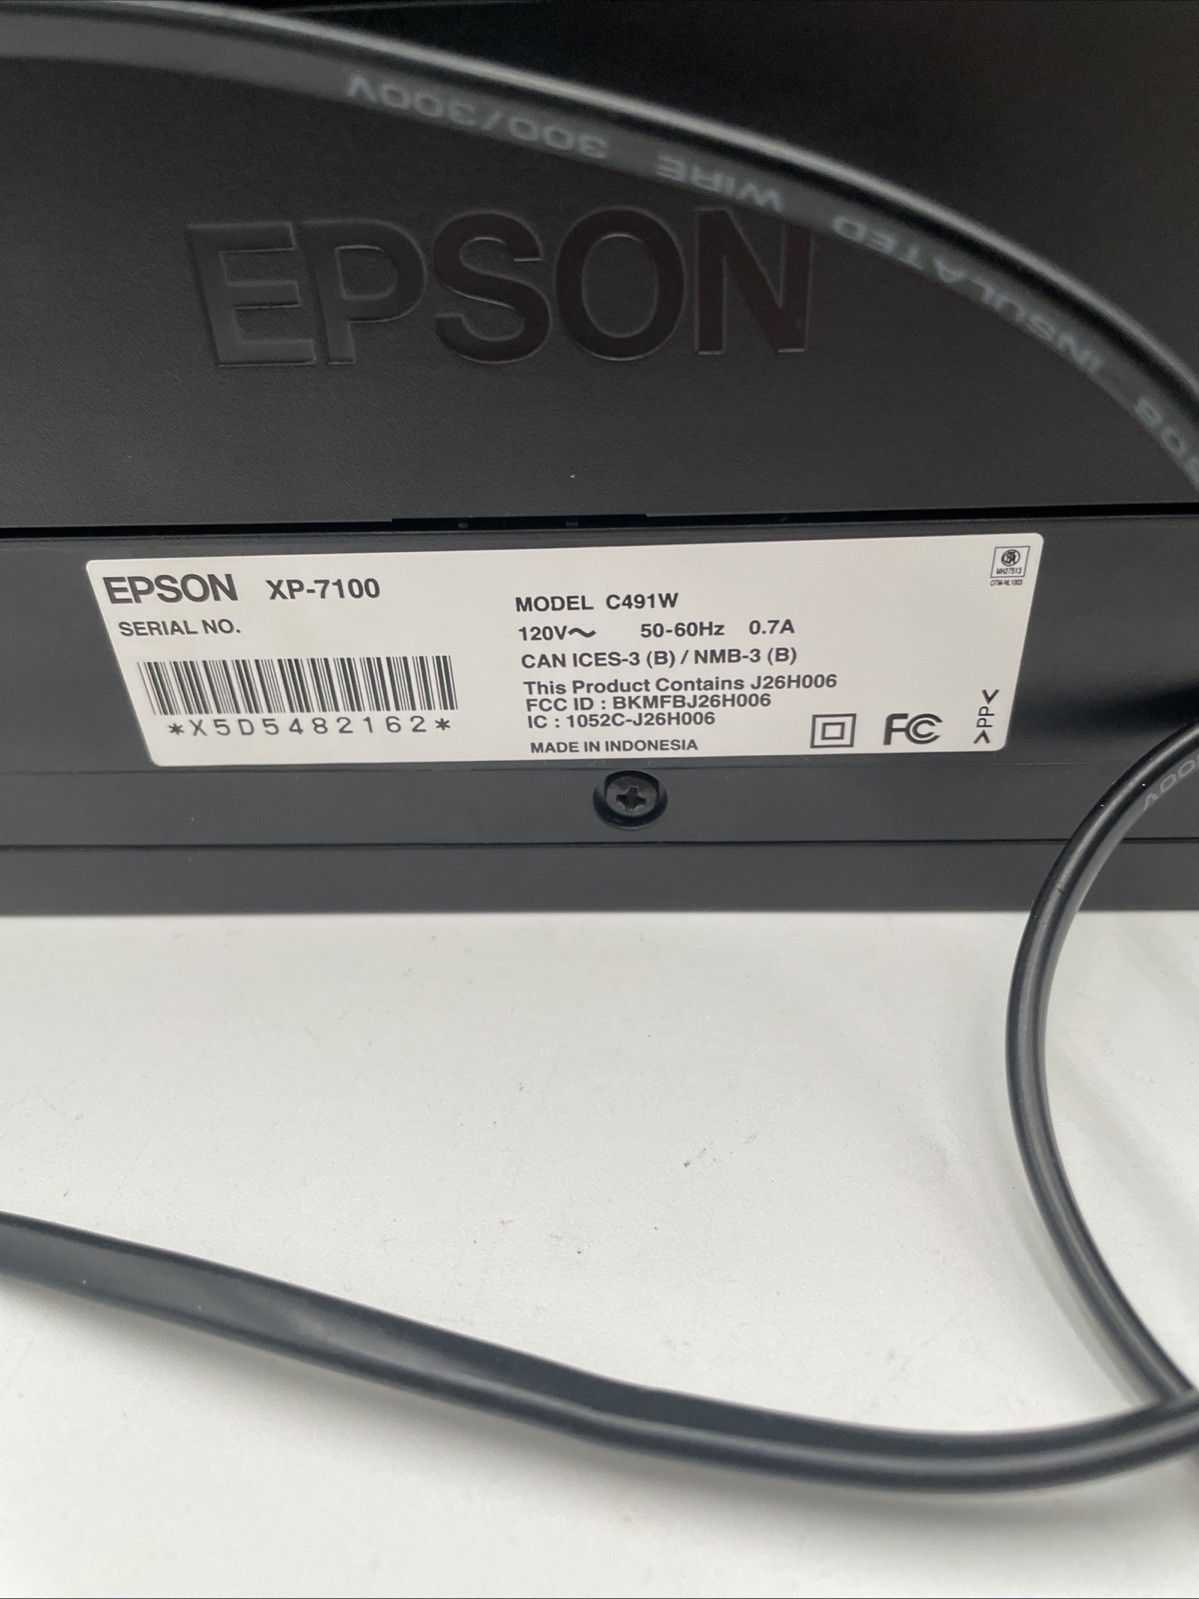 300/300V
INSULATED WIRE 300/300V
EPSON
EPSON XP-7100
SERIAL NO.
*X5D5482162*
MODEL C491W
120V～ 50-60Hz 0.7A
CAN ICES-3 (B) / NMB-3 (B)
This Product Contains J26H006
FCC ID : BKMFBJ26H006
IC : 1052C-J26H006
MADE IN INDONESIA
FC
>PP<